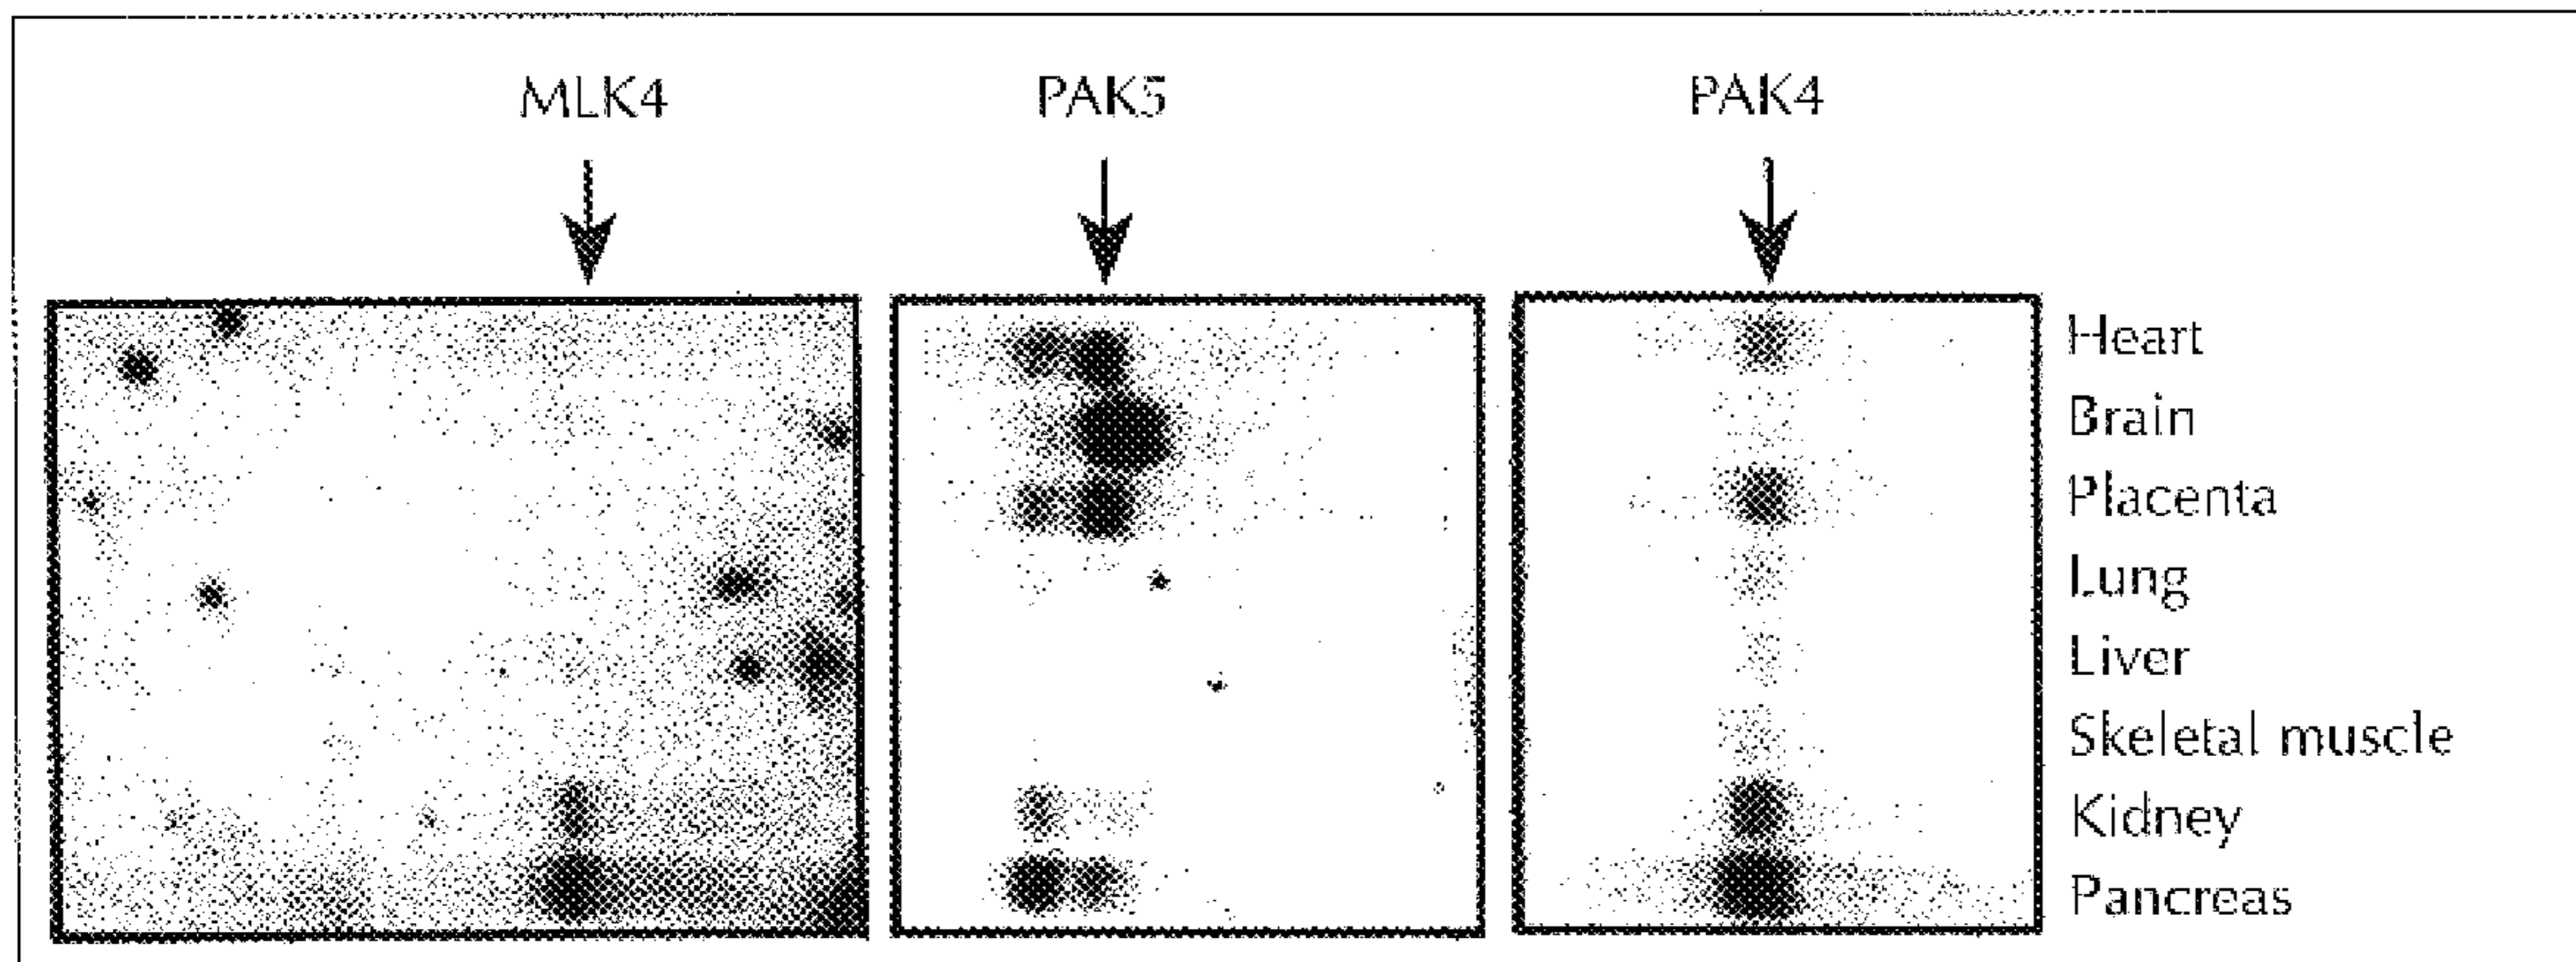 MLK4 PAK5 PAK4
Heart
Brain
Placenta
Lung
Liver
Skeletal muscle
Kidney
Pancreas